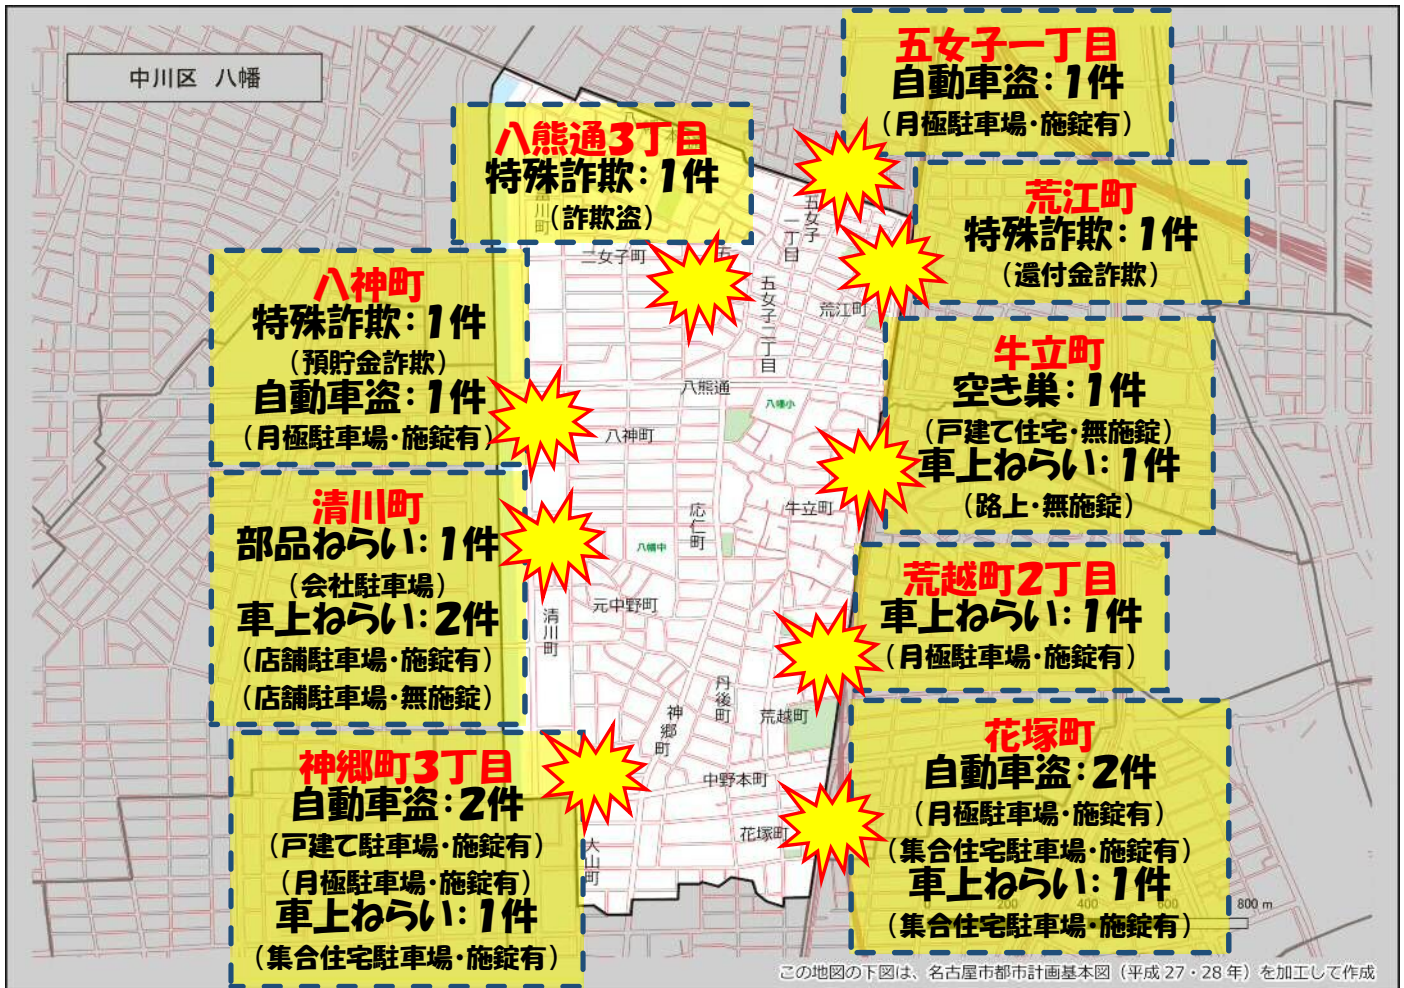 中川区 八幡
五女子一丁目
自動車盗：1件
（月極駐車場・施錠有）
八熊通3丁目
特殊詐欺：1件
（詐欺盗）
荒江町
特殊詐欺：1件
（還付金詐欺）
八神町
特殊詐欺：1件
（預貯金詐欺）
自動車盗：1件
（月極駐車場・施錠有）
牛立町
空き巣：1件
（戸建て住宅・無施錠）
車上ねらい：1件
（路上・無施錠）
清川町
部品ねらい：1件
（会社駐車場）
車上ねらい：2件
（店舗駐車場・施錠有）
（店舗駐車場・無施錠）
荒越町2丁目
車上ねらい：1件
（月極駐車場・施錠有）
神郷町3丁目
自動車盗：2件
（戸建て駐車場・施錠有）
（月極駐車場・施錠有）
車上ねらい：1件
（集合住宅駐車場・施錠有）
花塚町
自動車盗：2件
（月極駐車場・施錠有）
（集合住宅駐車場・施錠有）
車上ねらい：1件
（集合住宅駐車場・施錠有）
二女子町
五女子一丁目
五女子二丁目
荒江町
八熊通
八幡小
八神町
応仁町
牛立町
八幡中
元中野町
清川町
丹後町
神郷町
荒越町
中野本町
花塚町
大山町
200
400
600
800 m
この地図の下図は、名古屋市都市計画基本図（平成27・28年）を加工して作成